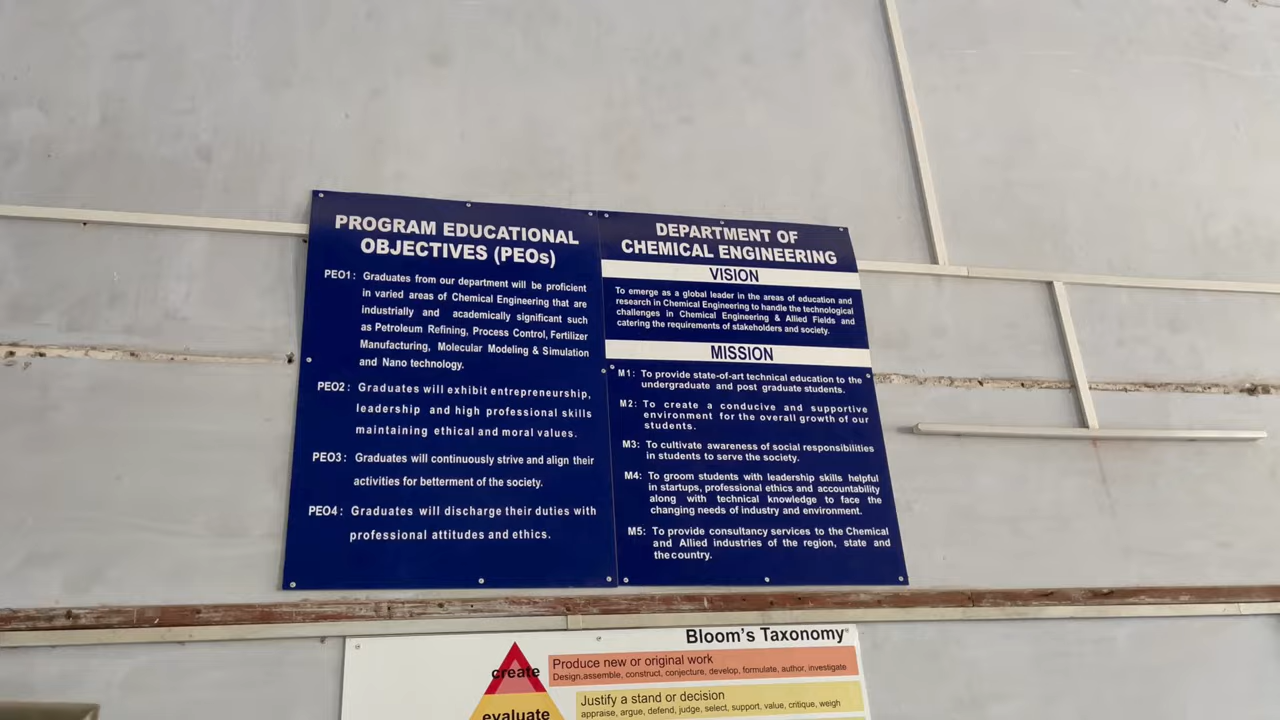 PROGRAM EDUCATIONAL
OBJECTIVES (PEOs)
PEO1: Graduates from our department will be proficient
in varied areas of Chemical Engineering that are
industrially and academically significant such
as Petroleum Refining, Process Control, Fertilizer
Manufacturing, Molecular Modeling & Simulation
and Nano technology.
PEO2: Graduates will exhibit entrepreneurship,
leadership and high professional skills
maintaining ethical and moral values.
PEO3: Graduates will continuously strive and align their
activities for betterment of the society.
PEO4: Graduates will discharge their duties with
professional attitudes and ethics.
DEPARTMENT OF
CHEMICAL ENGINEERING
VISION
To emerge as a global leader in the areas of education and
research in Chemical Engineering to handle the technological
challenges in Chemical Engineering & Allied Fields and
catering the requirements of stakeholders and society.
MISSION
M1: To provide state-of-art technical education to the
undergraduate and post graduate students.
M2: To create a conducive and supportive
environment for the overall growth of our
students.
M3: To cultivate awareness of social responsibilities
in students to serve the society.
M4: To groom students with leadership skills helpful
in startups, professional ethics and accountability
along with technical knowledge to face the
changing needs of industry and environment.
M5: To provide consultancy services to the Chemical
and Allied industries of the region, state and
the country.
Bloom's Taxonomy
create
Produce new or original work
Design, assemble, construct, conjecture, develop, formulate, author, investigate
evaluate
Justify a stand or decision
appraise, argue, defend, judge, select, support, value, critique, weigh